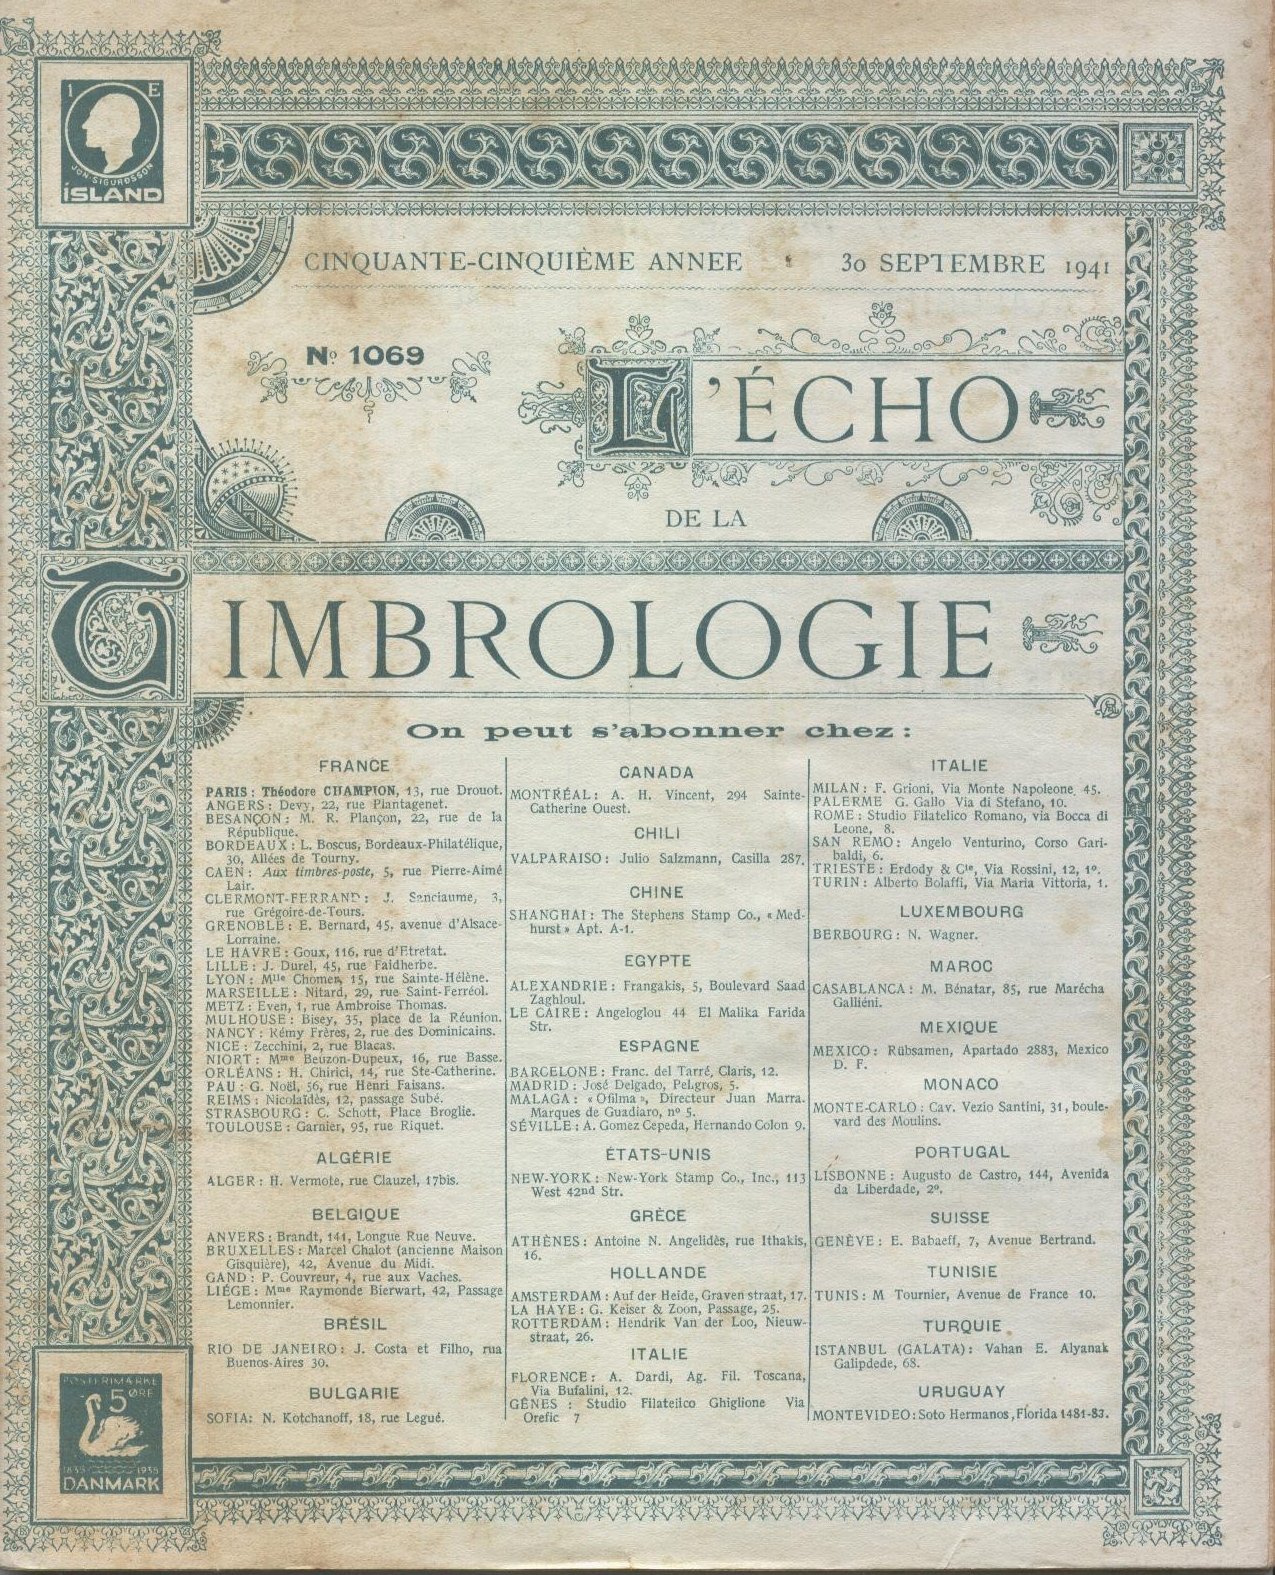 1 E
JÓN SIGURÐSSON
ÍSLAND
CINQUANTE-CINQUIÈME ANNEE 30 SEPTEMBRE 1941
No 1069
L'ÉCHO
DE LA
TIMBROLOGIE
On peut s'abonner chez :
FRANCE
PARIS : Théodore CHAMPION, 13, rue Drouot.
ANGERS : Devy, 22, rue Plantagenet.
BESANÇON : M. R. Plançon, 22, rue de la
République.
BORDEAUX : L. Boscus, Bordeaux-Philatélique,
30, Allées de Tourny.
CAEN : Aux timbres-poste, 5, rue Pierre-Aimé
Lair.
CLERMONT-FERRAND : J. Sanciaume, 3,
rue Grégoire-de-Tours.
GRENOBLE : E. Bernard, 45, avenue d'Alsace-
Lorraine.
LE HAVRE : Goux, 116, rue d'Etretat.
LILLE : J. Durel, 45, rue Faidherbe.
LYON : Mlle Chomer, 15, rue Sainte-Hélène.
MARSEILLE : Nitard, 29, rue Saint-Ferréol.
METZ : Even, 1, rue Ambroise Thomas.
MULHOUSE : Bisey, 35, place de la Réunion.
NANCY : Rémy Frères, 2, rue des Dominicains.
NICE : Zecchini, 2, rue Blacas.
NIORT : Mme Beuzon-Dupeux, 16, rue Basse.
ORLÉANS : H. Chirici, 14, rue Ste-Catherine.
PAU : G. Noël, 56, rue Henri Faisans.
REIMS : Nicolaïdès, 12, passage Subé.
STRASBOURG : C. Schott, Place Broglie.
TOULOUSE : Garnier, 95, rue Riquet.
ALGÉRIE
ALGER : H. Vermote, rue Clauzel, 17bis.
BELGIQUE
ANVERS : Brandt, 141, Longue Rue Neuve.
BRUXELLES : Marcel Chalot (ancienne Maison
Gisquière), 42, Avenue du Midi.
GAND : P. Couvreur, 4, rue aux Vaches.
LIÉGE : Mme Raymonde Bierwart, 42, Passage
Lemonnier.
BRÉSIL
RIO DE JANEIRO : J. Costa et Filho, rua
Buenos-Aires 30.
BULGARIE
SOFIA : N. Kotchanoff, 18, rue Legué.
CANADA
MONTRÉAL : A. H. Vincent, 294 Sainte-
Catherine Ouest.
CHILI
VALPARAISO : Julio Salzmann, Casilla 287.
CHINE
SHANGHAI : The Stephens Stamp Co., « Med-
hurst » Apt. A-1.
EGYPTE
ALEXANDRIE : Frangakis, 5, Boulevard Saad
Zaghloul.
LE CAIRE : Angeloglou 44 El Malika Farida
Str.
ESPAGNE
BARCELONE : Franc. del Tarré, Claris, 12.
MADRID : José Delgado, Pel.gros, 5.
MALAGA : « Ofilma », Directeur Juan Marra.
Marques de Guadiaro, no 5.
SÉVILLE : A. Gomez Cepeda, Hernando Colon 9.
ÉTATS-UNIS
NEW-YORK : New-York Stamp Co., Inc., 113
West 42nd Str.
GRÈCE
ATHÈNES : Antoine N. Angelidès, rue Ithakis,
16.
HOLLANDE
AMSTERDAM : Auf der Heide, Graven straat, 17.
LA HAYE : G. Keiser & Zoon, Passage, 25.
ROTTERDAM : Hendrik Van der Loo, Nieuw-
straat, 26.
ITALIE
FLORENCE : A. Dardi, Ag. Fil. Toscana,
Via Bufalini, 12.
GÊNES : Studio Filatelico Ghiglione Via
Orefic 7
ITALIE
MILAN : F. Grioni, Via Monte Napoleone, 45.
PALERME G. Gallo Via di Stefano, 10.
ROME : Studio Filatelico Romano, via Bocca di
Leone, 8.
SAN REMO : Angelo Venturino, Corso Gari-
baldi, 6.
TRIESTE : Erdody & Cie, Via Rossini, 12, 1o.
TURIN : Alberto Bolaffi, Via Maria Vittoria, 1.
LUXEMBOURG
BERBOURG : N. Wagner.
MAROC
CASABLANCA : M. Bénatar, 85, rue Marécha
Galliéni.
MEXIQUE
MEXICO : Rübsamen, Apartado 2883, Mexico
D. F.
MONACO
MONTE-CARLO : Cav. Vezio Santini, 31, boule-
vard des Moulins.
PORTUGAL
LISBONNE : Augusto de Castro, 144, Avenida
da Liberdade, 2o.
SUISSE
GENÊVE : E. Babaeff, 7, Avenue Bertrand.
TUNISIE
TUNIS : M Tournier, Avenue de France 10.
TURQUIE
ISTANBUL (GALATA) : Vahan E. Alyanak
Galipdede, 68.
URUGUAY
MONTEVIDEO : Soto Hermanos, Florida 1481-83.
POSTFRIMÆRKE
5 ØRE
1835 1935
DANMARK